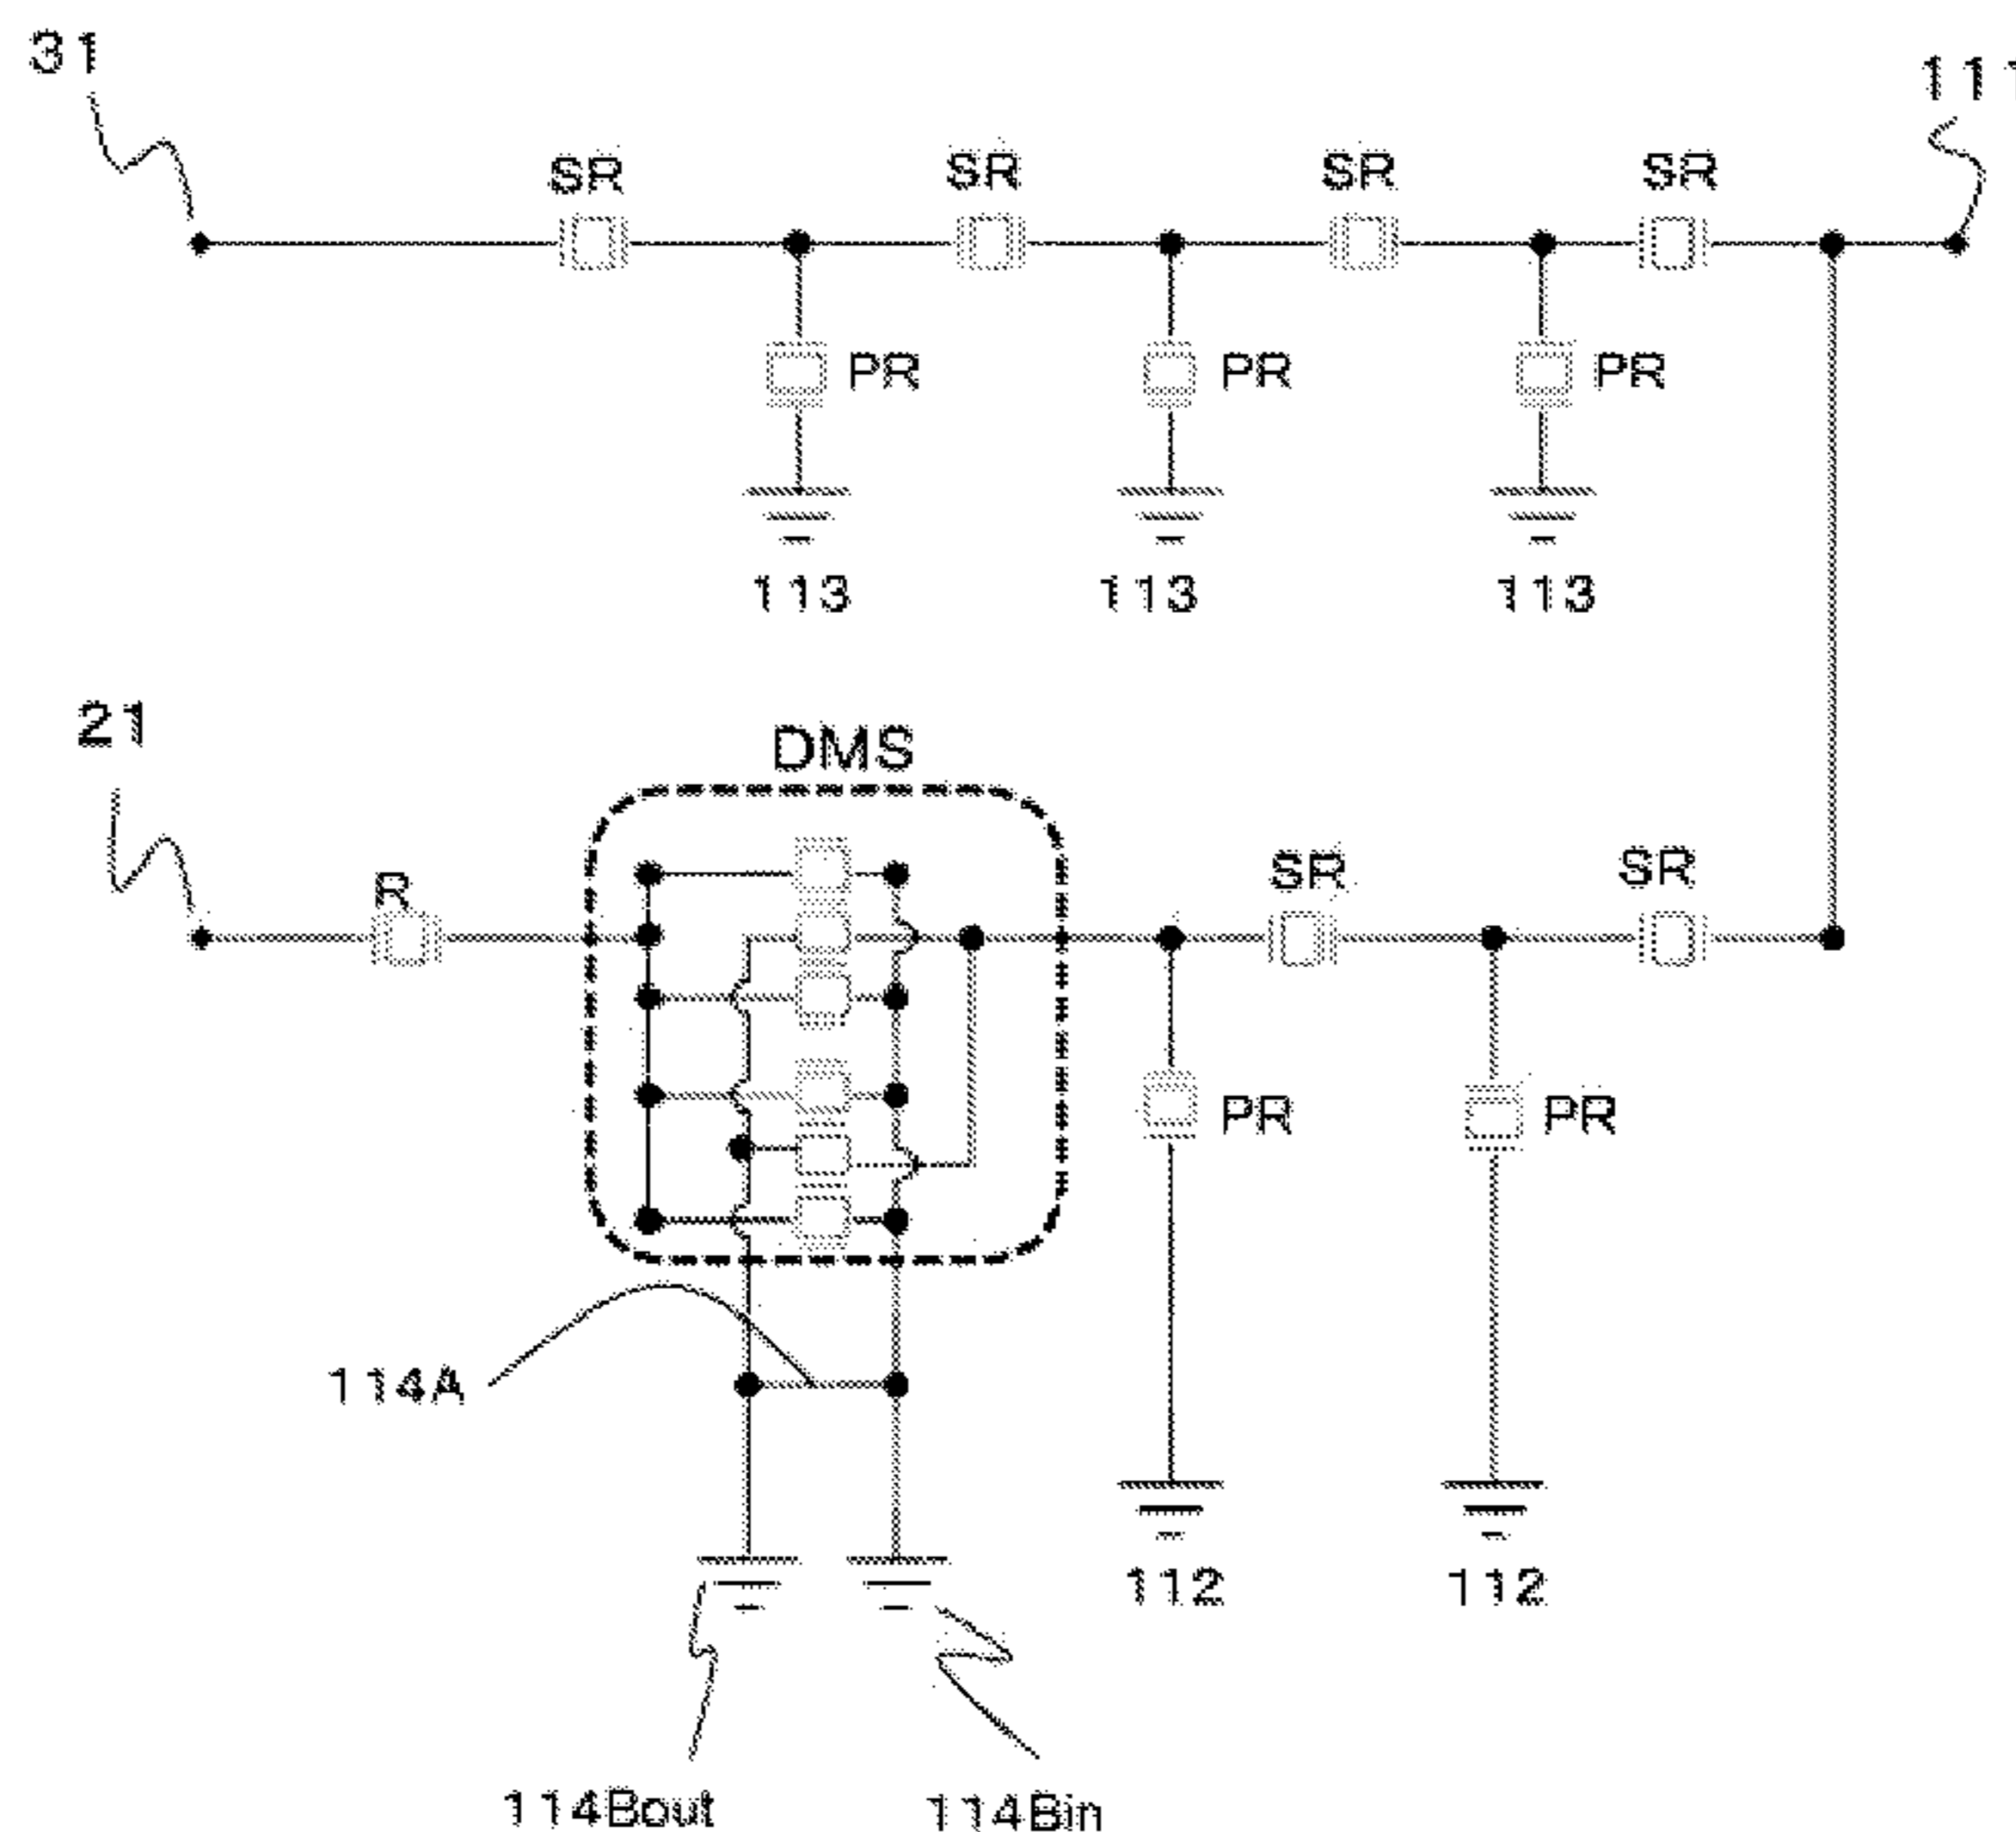 31
111
SR SR SR SR
PR PR PR
113 113 113
21
DMS
R
SR SR
PR PR
114A
112 112
114Bout 114Bin